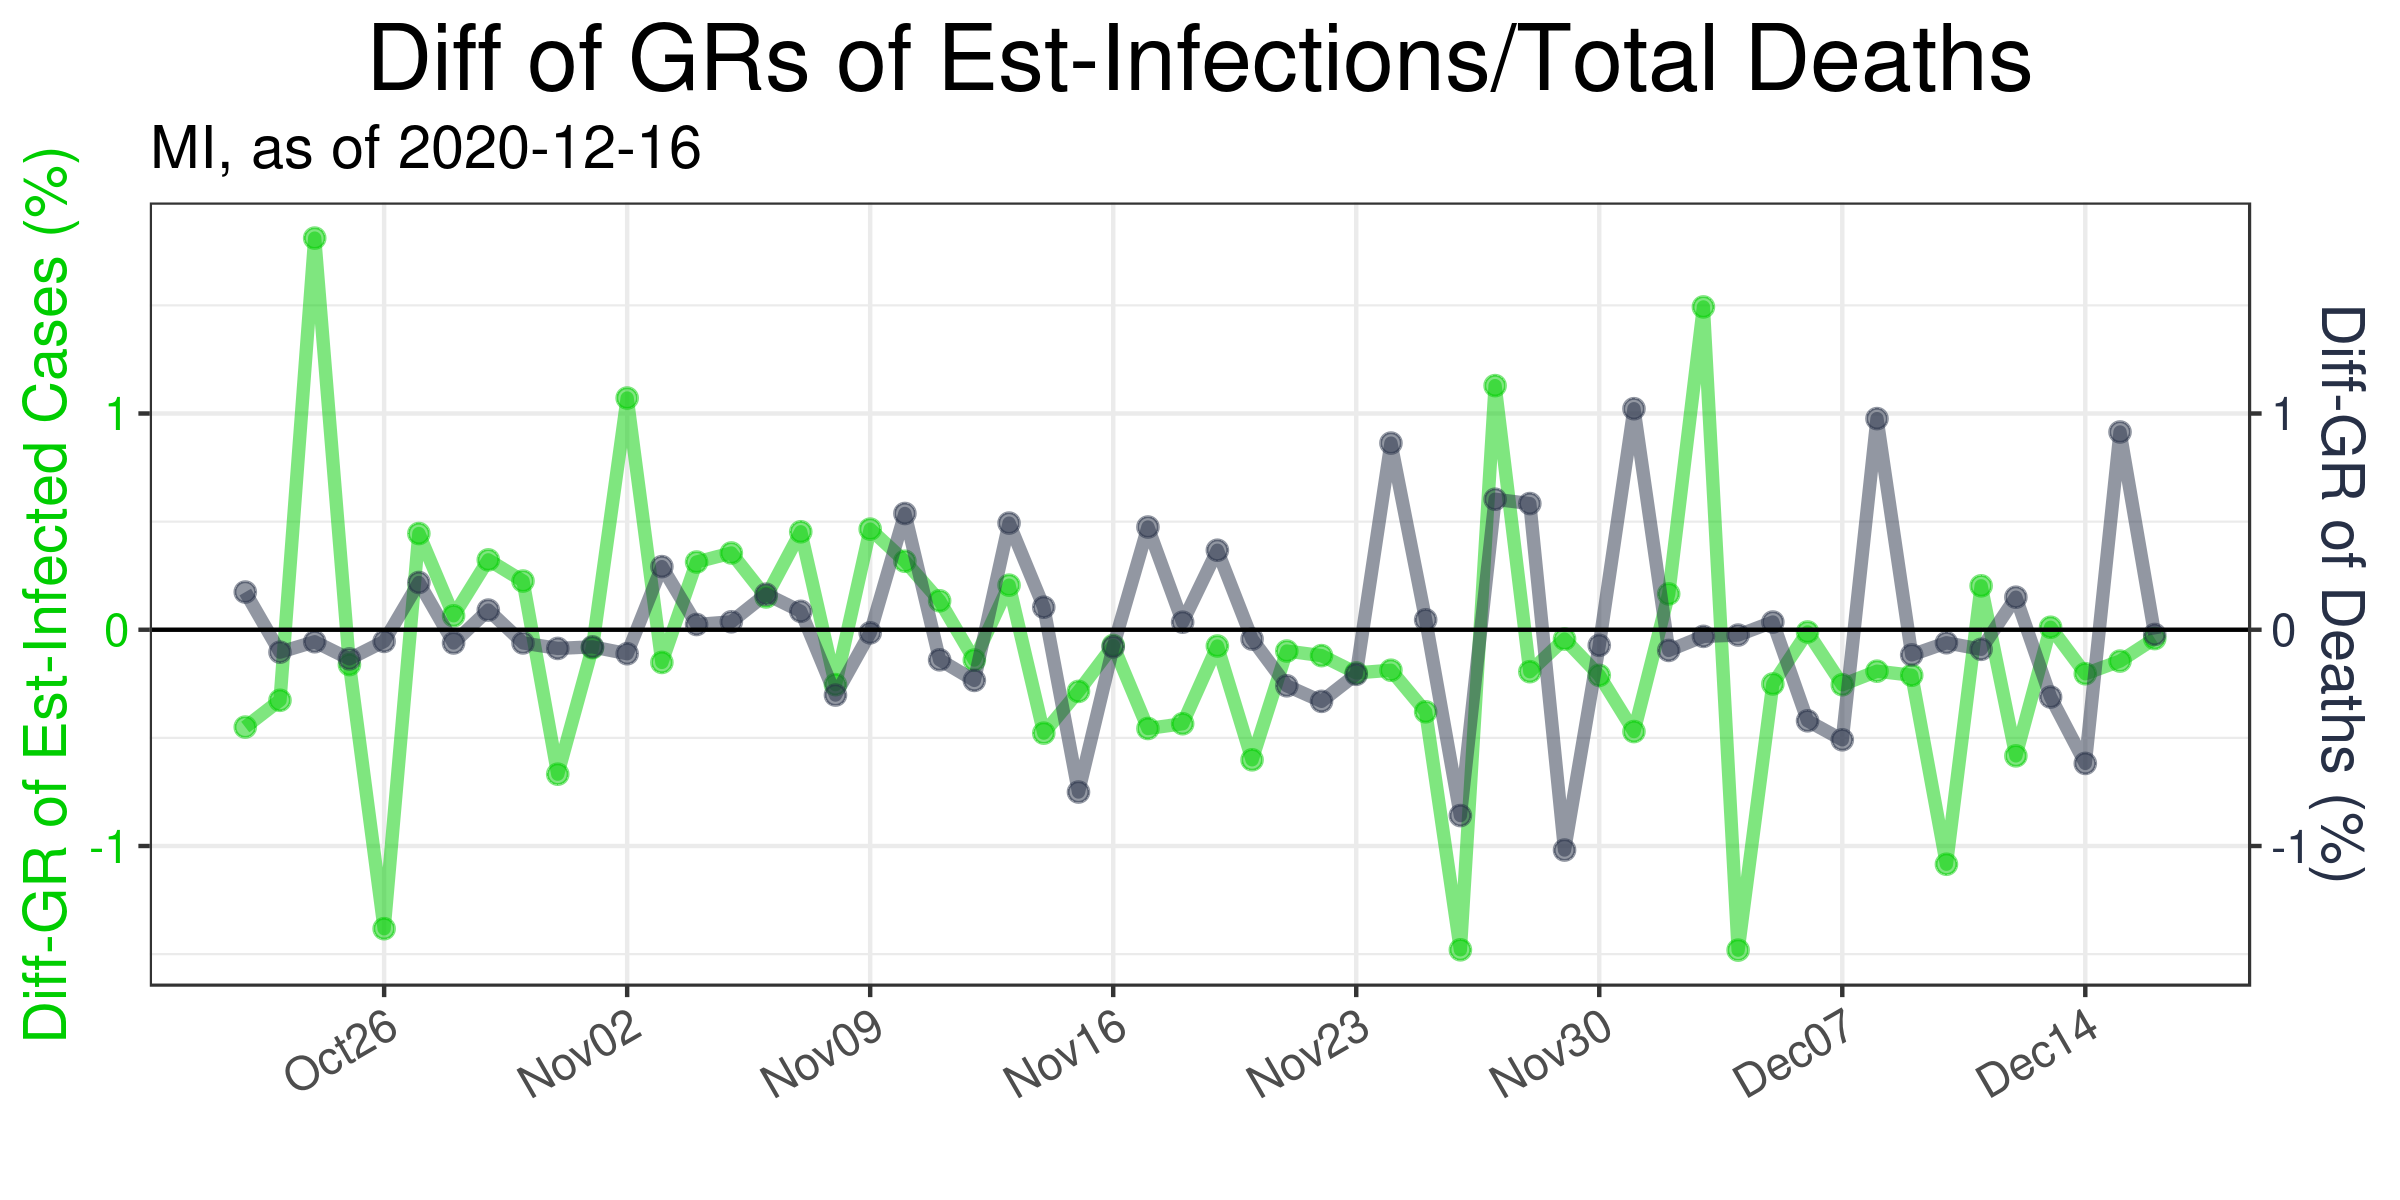 Diff of GRs of Est-Infections/Total Deaths
MI, as of 2020-12-16
Diff-GR of Est-Infected Cases (%)
1
0
-1
1
0
-1
Diff-GR of Deaths (%)
Oct26
Nov02
Nov09
Nov16
Nov23
Nov30
Dec07
Dec14